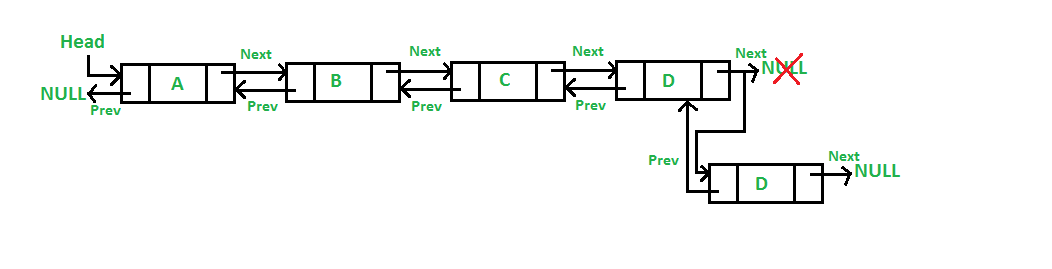 Head
Next Next Next Next
A B C D NULL
NULL
Prev Prev Prev Prev
Prev
Next
D NULL